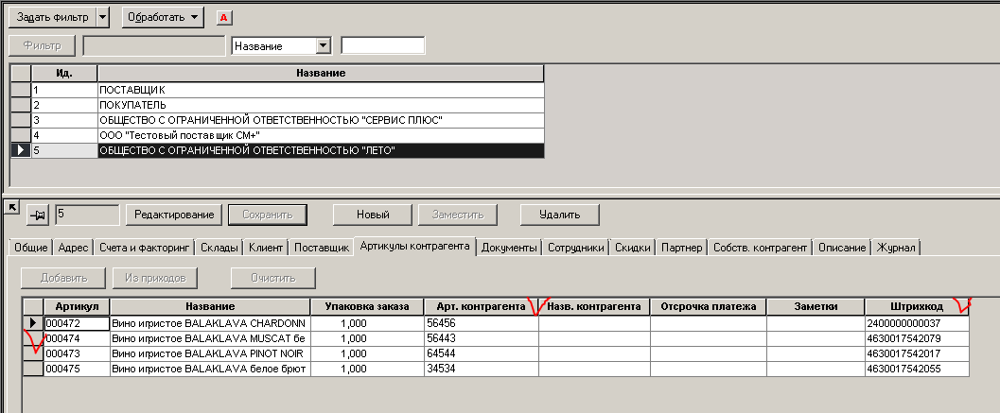 Задать фильтр Обработать A
Фильтр Название
Ид. Название
1 ПОСТАВЩИК
2 ПОКУПАТЕЛЬ
3 ОБЩЕСТВО С ОГРАНИЧЕННОЙ ОТВЕТСТВЕННОСТЬЮ "СЕРВИС ПЛЮС"
4 ООО "Тестовый поставщик СМ+"
5 ОБЩЕСТВО С ОГРАНИЧЕННОЙ ОТВЕТСТВЕННОСТЬЮ "ЛЕТО"
5 Редактирование Сохранить Новый Заместить Удалить
Общие Адрес Счета и факторинг Склады Клиент Поставщик Артикулы контрагента Документы Сотрудники Скидки Партнер Собств. контрагент Описание Журнал
Добавить Из приходов Очистить
Артикул Название Упаковка заказа Арт. контрагента Назв. контрагента Отсрочка платежа Заметки Штрихкод
000472 Вино игристое BALAKLAVA CHARDONN 1,000 56456 2400000000037
000474 Вино игристое BALAKLAVA MUSCAT бе 1,000 56443 4630017542079
000473 Вино игристое BALAKLAVA PINOT NOIR 1,000 64544 4630017542017
000475 Вино игристое BALAKLAVA белое брют 1,000 34534 4630017542055